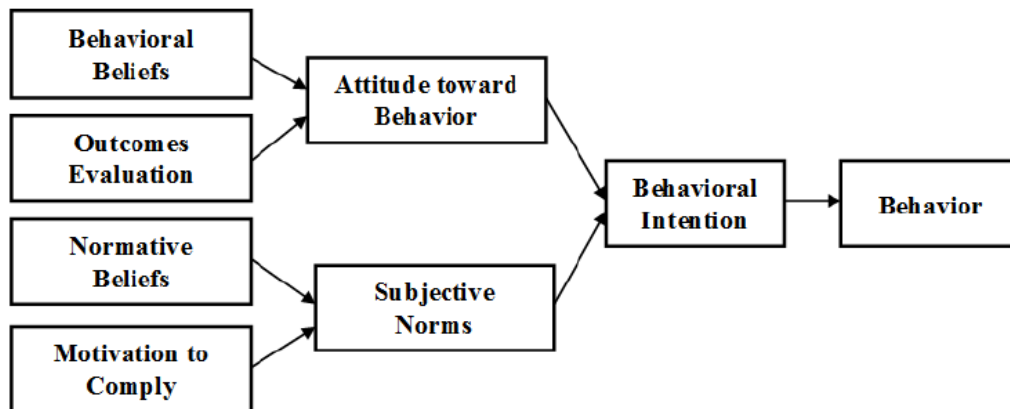 Behavioral
Beliefs
Outcomes
Evaluation
Normative
Beliefs
Motivation to
Comply
Attitude toward
Behavior
Subjective
Norms
Behavioral
Intention
Behavior